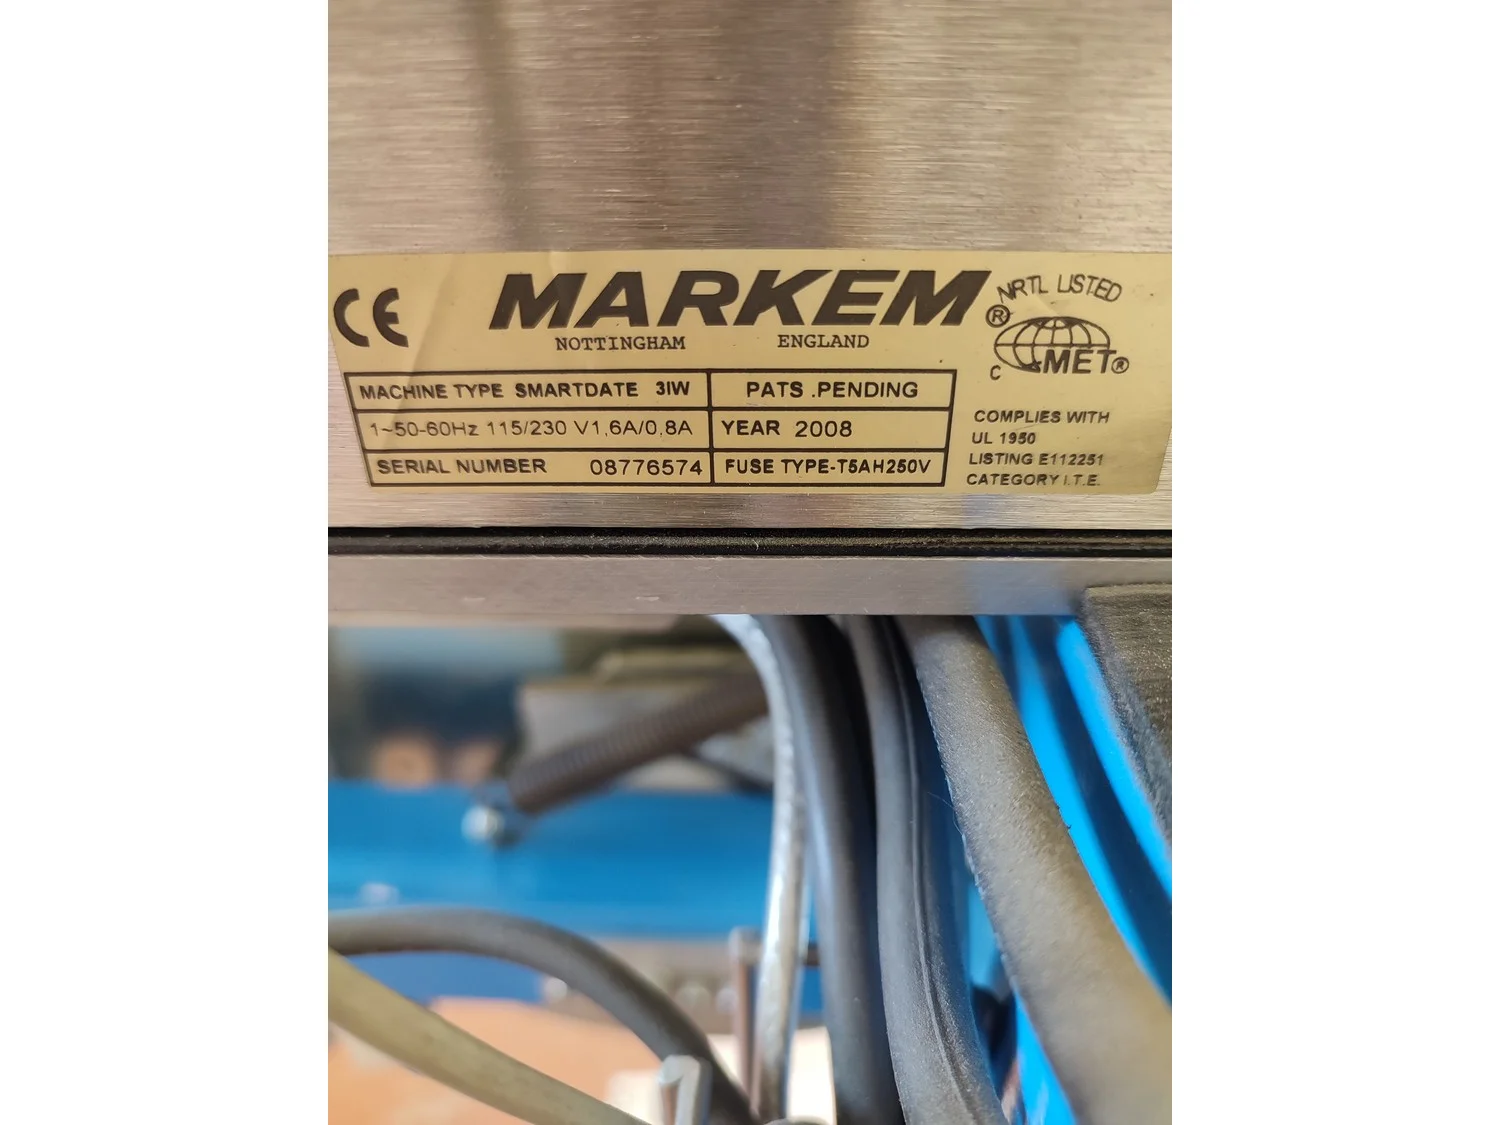 CE
MARKEM
NOTTINGHAM ENGLAND
NRTL LISTED
®
C MET®
MACHINE TYPE SMARTDATE 3IW
PATS .PENDING
1~50-60Hz 115/230 V1,6A/0,8A
YEAR 2008
SERIAL NUMBER 08776574
FUSE TYPE-T5AH250V
COMPLIES WITH
UL 1950
LISTING E112251
CATEGORY I.T.E.